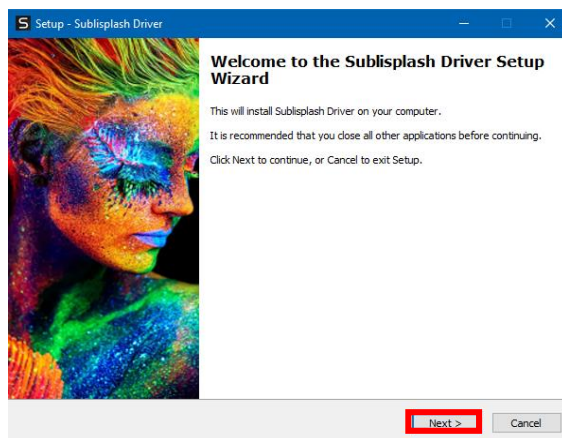 S Setup - Sublisplash Driver
Welcome to the Sublisplash Driver Setup
Wizard
This will install Sublisplash Driver on your computer.
It is recommended that you close all other applications before continuing.
Click Next to continue, or Cancel to exit Setup.
Next > Cancel